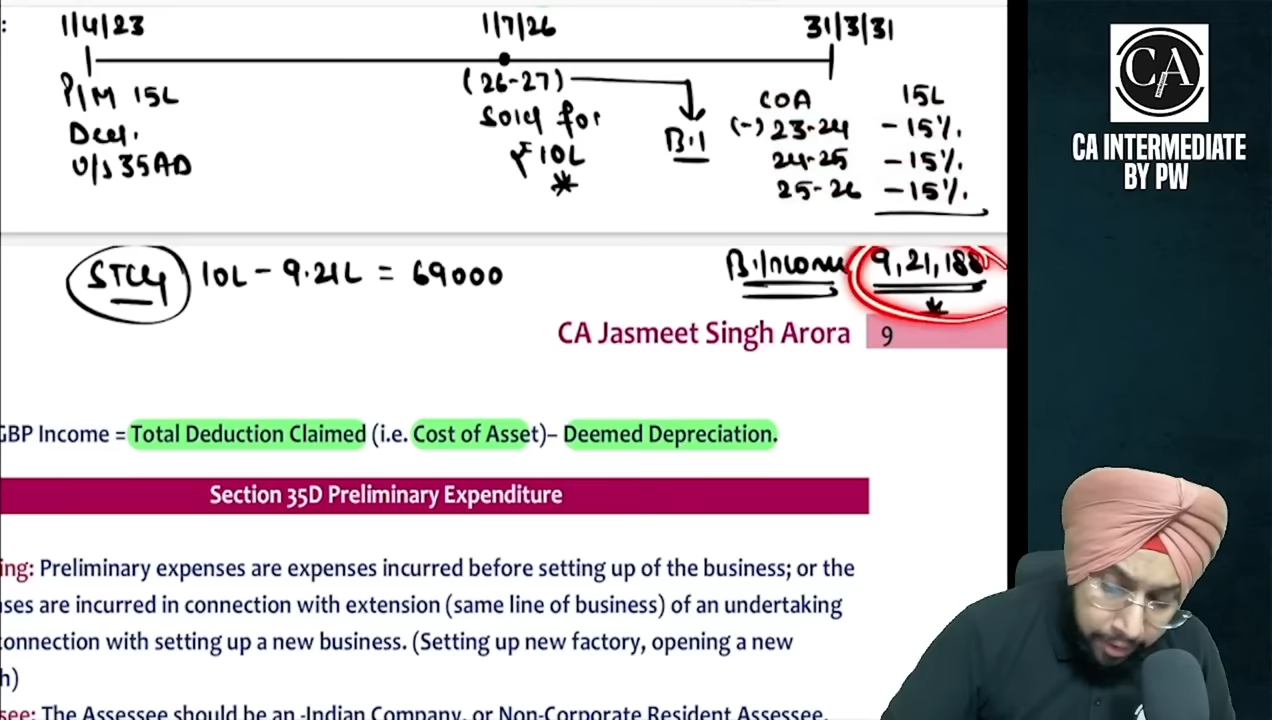 : 1/4/23 1/7/26 31/3/31
P/M 15L (26-27) COA 15L
Ded. Sold for B.I (-) 23-24 - 15%.
U/s 35AD ₹10L 24-25 - 15%.
* 25-26 - 15%.
STCG 10L - 9.21L = 69000 B.Income 9,21,188
*
CA Jasmeet Singh Arora 9
GBP Income = Total Deduction Claimed (i.e. Cost of Asset)– Deemed Depreciation.
Section 35D Preliminary Expenditure
ing: Preliminary expenses are expenses incurred before setting up of the business; or the
ses are incurred in connection with extension (same line of business) of an undertaking
connection with setting up a new business. (Setting up new factory, opening a new
h)
see: The Assessee should be an -Indian Company, or Non-Corporate Resident Assessee.
CA
CA INTERMEDIATE
BY PW